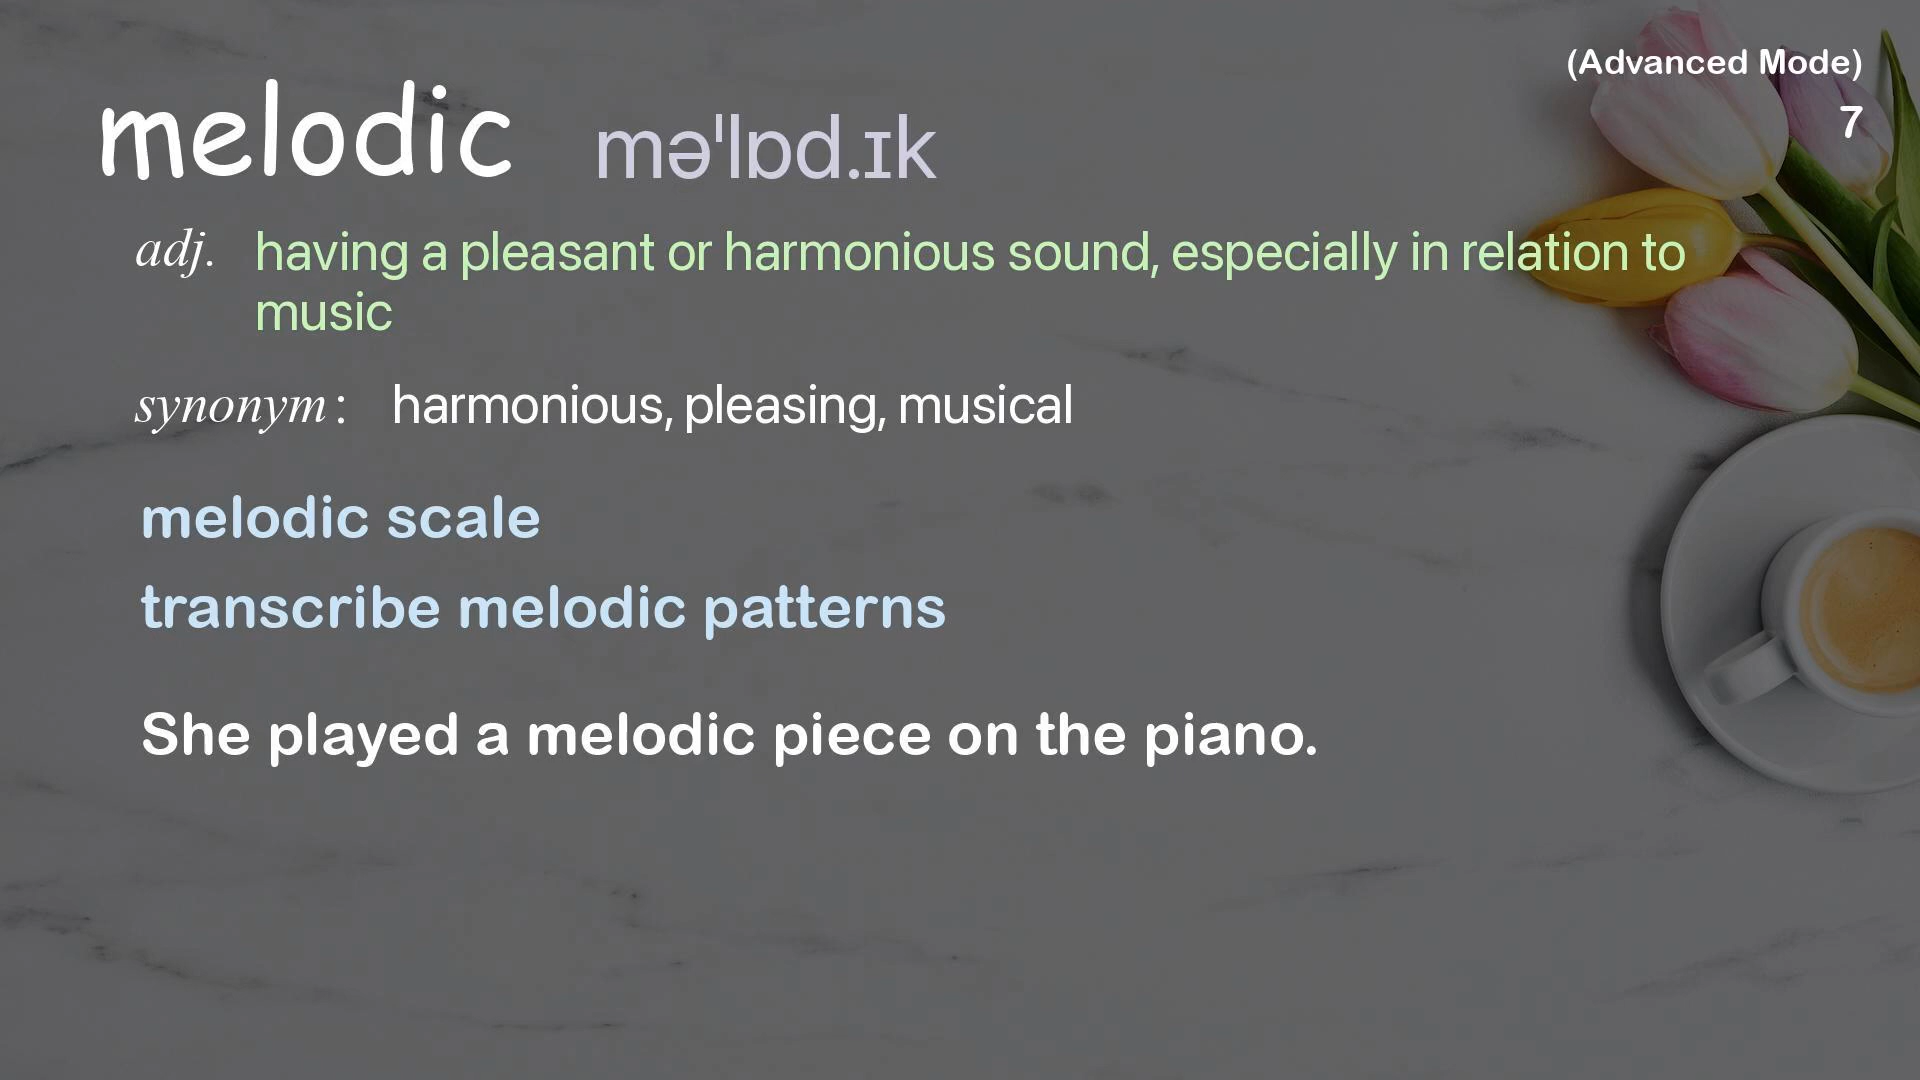 (Advanced Mode)
7
melodic məˈlɒd.ɪk
adj. having a pleasant or harmonious sound, especially in relation to
music
synonym: harmonious, pleasing, musical
melodic scale
transcribe melodic patterns
She played a melodic piece on the piano.